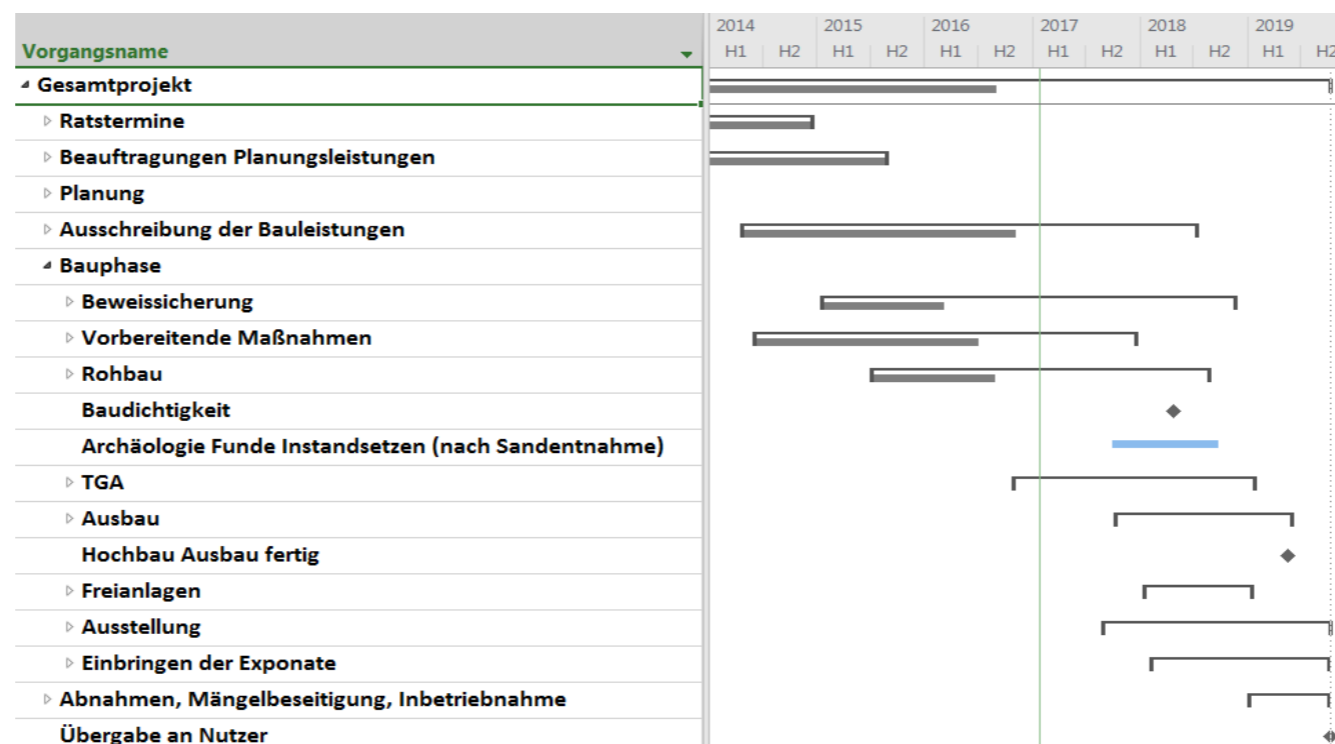 2014 2015 2016 2017 2018 2019
Vorgangsname H1 H2 H1 H2 H1 H2 H1 H2 H1 H2 H1 H2
Gesamtprojekt
Ratstermine
Beauftragungen Planungsleistungen
Planung
Ausschreibung der Bauleistungen
Bauphase
Beweissicherung
Vorbereitende Maßnahmen
Rohbau
Baudichtigkeit
Archäologie Funde Instandsetzen (nach Sandentnahme)
TGA
Ausbau
Hochbau Ausbau fertig
Freianlagen
Ausstellung
Einbringen der Exponate
Abnahmen, Mängelbeseitigung, Inbetriebnahme
Übergabe an Nutzer